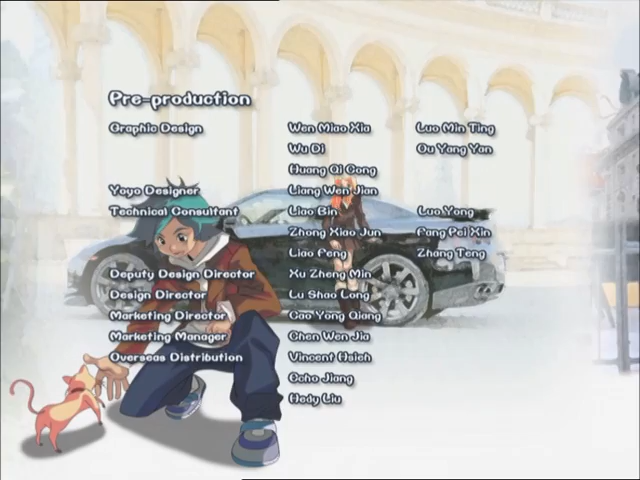 Pre-production
Graphic Design Wen Miao Xia Luo Min Ting
Wu Di Ou Yang Yan
Huang Qi Cong
Yoyo Designer Liang Wen Jian
Technical Consultant Liao Bin Luo Yong
Zhong Xiao Jun Fang Pei Xin
Liao Peng Zhang Teng
Deputy Design Director Xu Zheng Min
Design Director Lu Shao Long
Marketing Director Cao Yong Qiang
Marketing Manager Chen Wen Jia
Overseas Distribution Vincent Hsieh
Echo Jiang
Hedy Liu